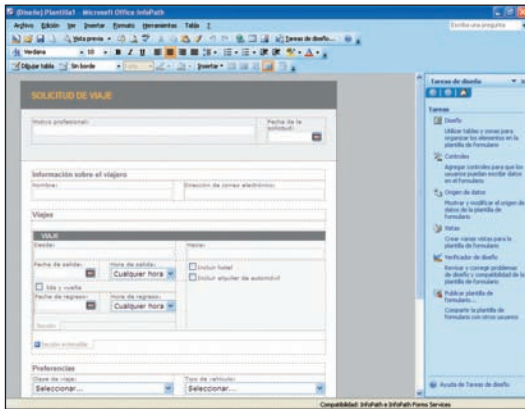 (Diseño) Plantilla1 - Microsoft Office InfoPath
Archivo Edición Ver Insertar Formato Herramientas Tabla ?
Escriba una pregunta
Vista previa
Tareas de diseño...
Verdana 10 N K S
Dibujar tabla Sin borde Insertar
SOLICITUD DE VIAJE
Motivo profesional:
Fecha de la solicitud:
Información sobre el viajero
Nombre:
Dirección de correo electrónico:
Viajes
VIAJE
Desde:
Hacia:
Fecha de salida:
Hora de salida:
Cualquier hora
Incluir hotel
Incluir alquiler de automóvil
Ida y vuelta
Fecha de regreso:
Hora de regreso:
Cualquier hora
Sección
Sección extensible
Preferencias
Clase de viaje:
Tipo de vehículo:
Seleccionar...
Seleccionar...
Tareas de diseño
Tareas
Diseño
Utilizar tablas y zonas para
organizar los elementos en la
plantilla de formulario
Controles
Agregar controles para que los
usuarios puedan escribir datos
en el formulario
Origen de datos
Mostrar y modificar el origen de
datos de la plantilla de
formulario
Vistas
Crear varias vistas para la
plantilla de formulario
Verificador de diseño
Revisar y corregir problemas
de diseño y compatibilidad de la
plantilla de formulario
Publicar plantilla de
formulario...
Compartir la plantilla de
formulario con otros usuarios
Ayuda de Tareas de diseño
Compatibilidad: InfoPath e InfoPath Forms Services